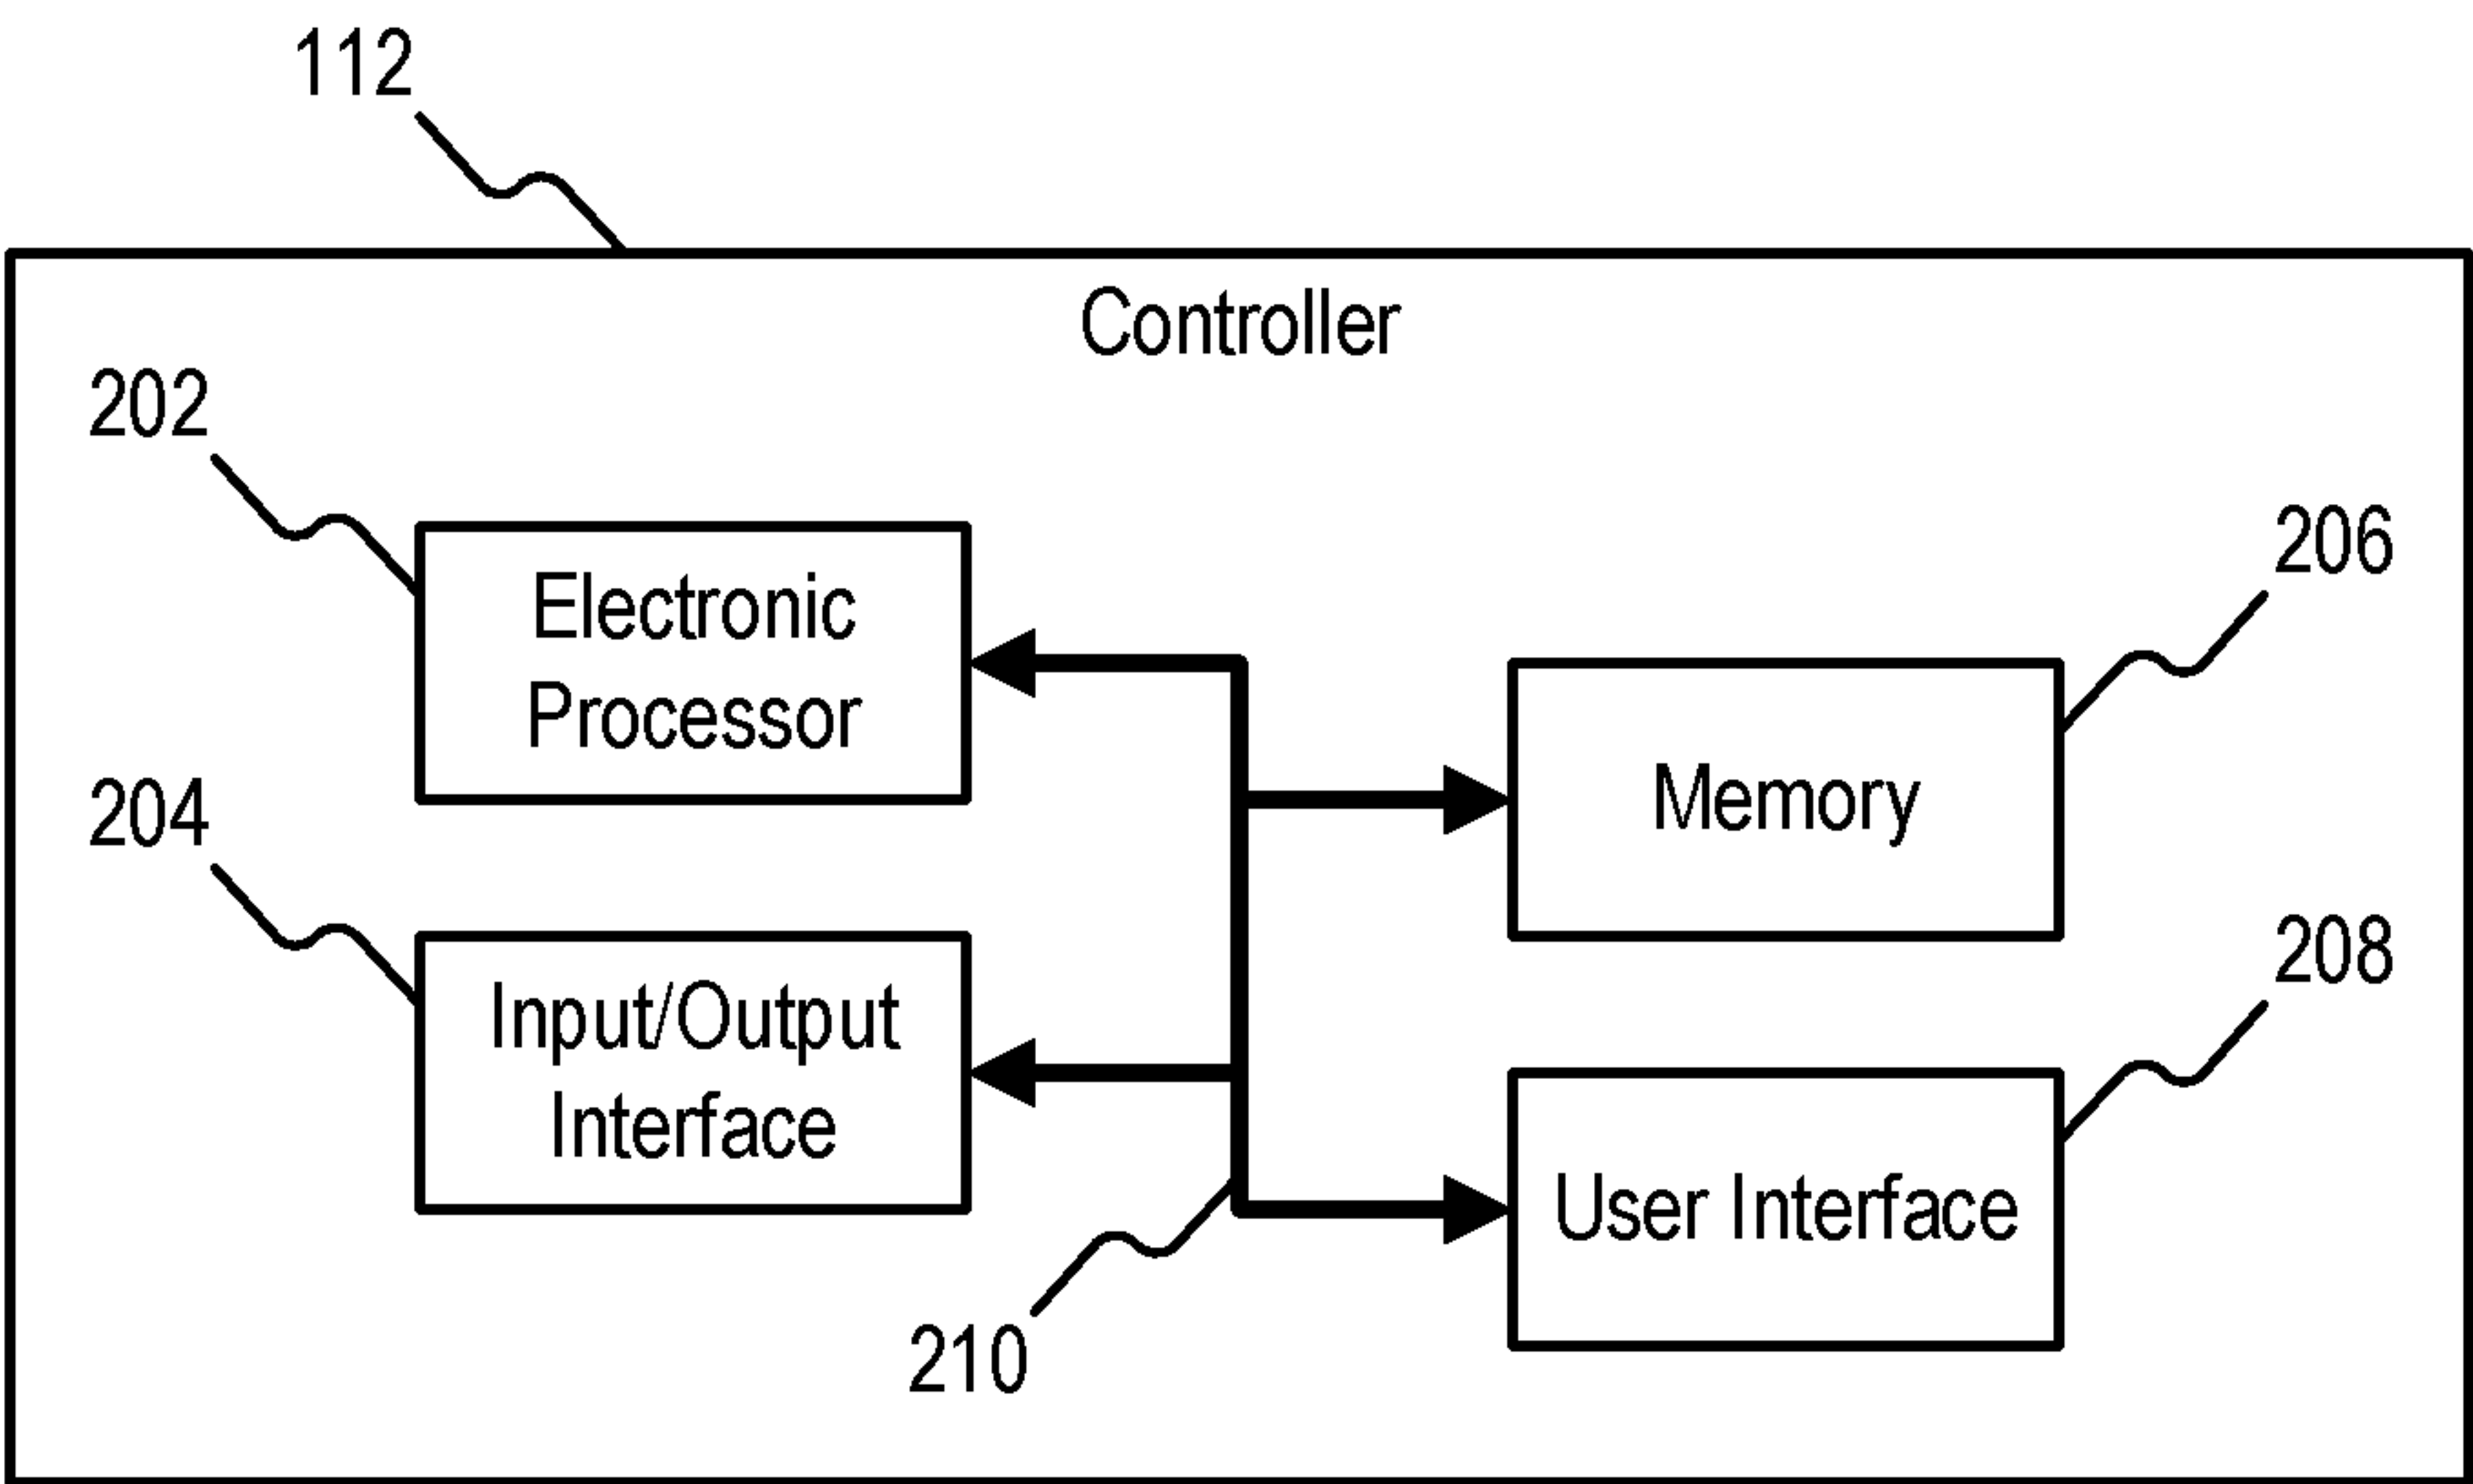 112
Controller
202
Electronic
Processor
206
Memory
204
Input/Output
Interface
208
User Interface
210